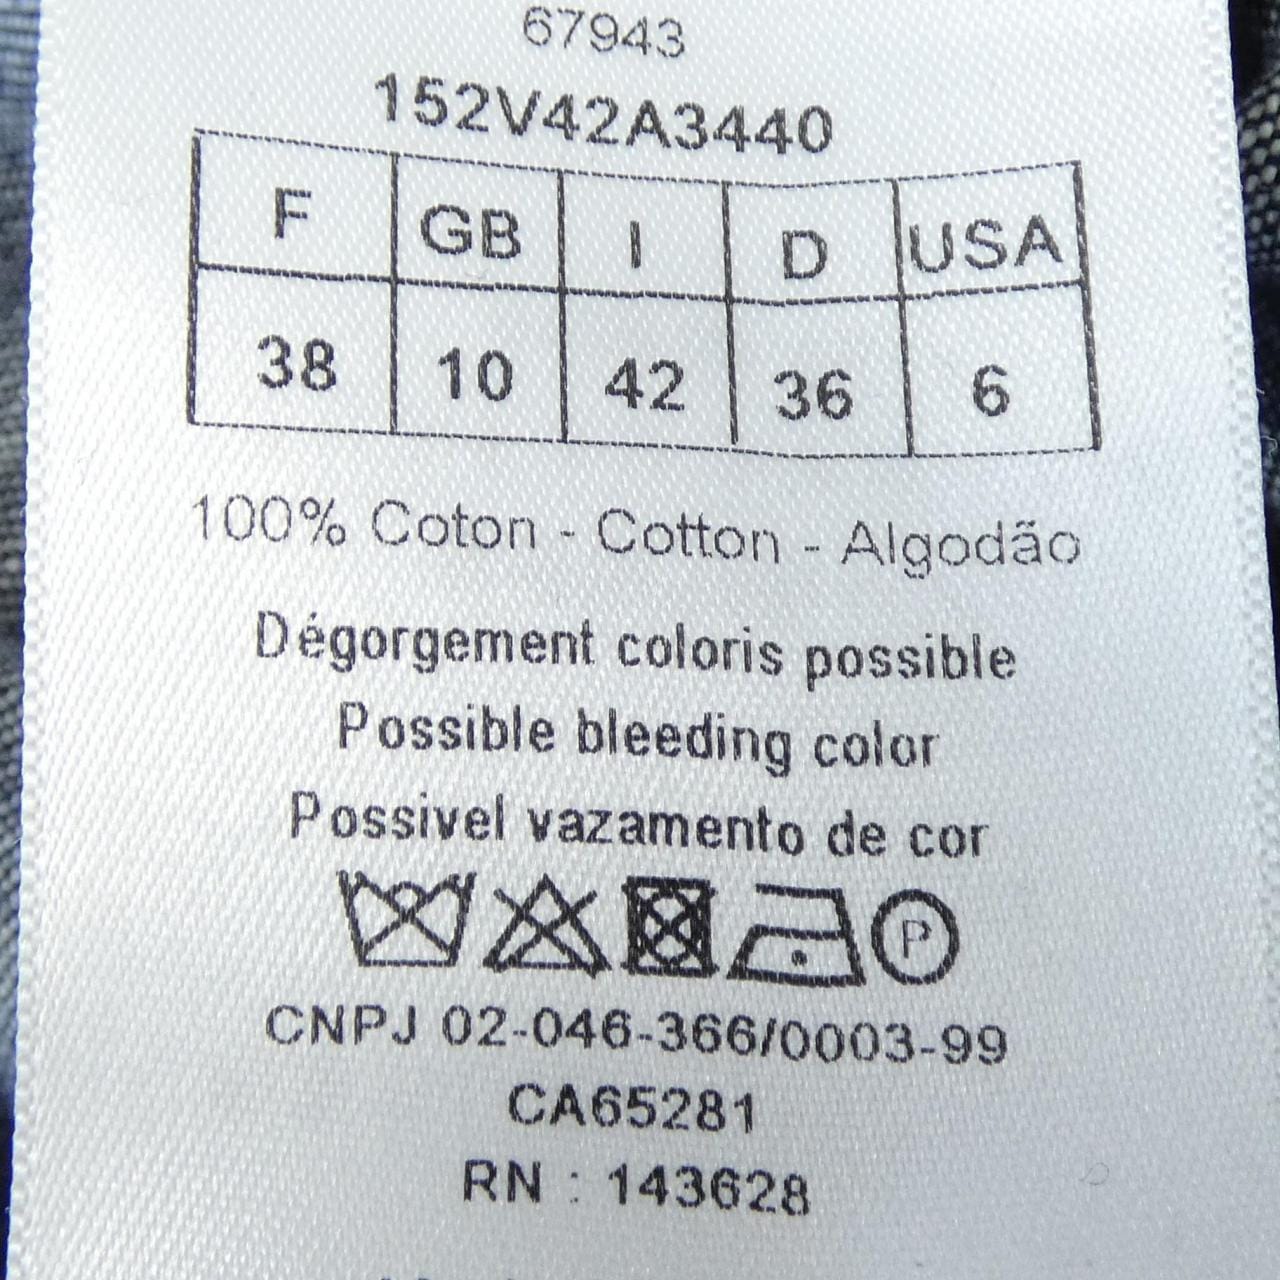 67943
152V42A3440
F GB I D USA
38 10 42 36 6
100% Coton - Cotton - Algodão
Dégorgement coloris possible
Possible bleeding color
Possivel vazamento de cor
P
CNPJ 02-046-366/0003-99
CA65281
RN : 143628